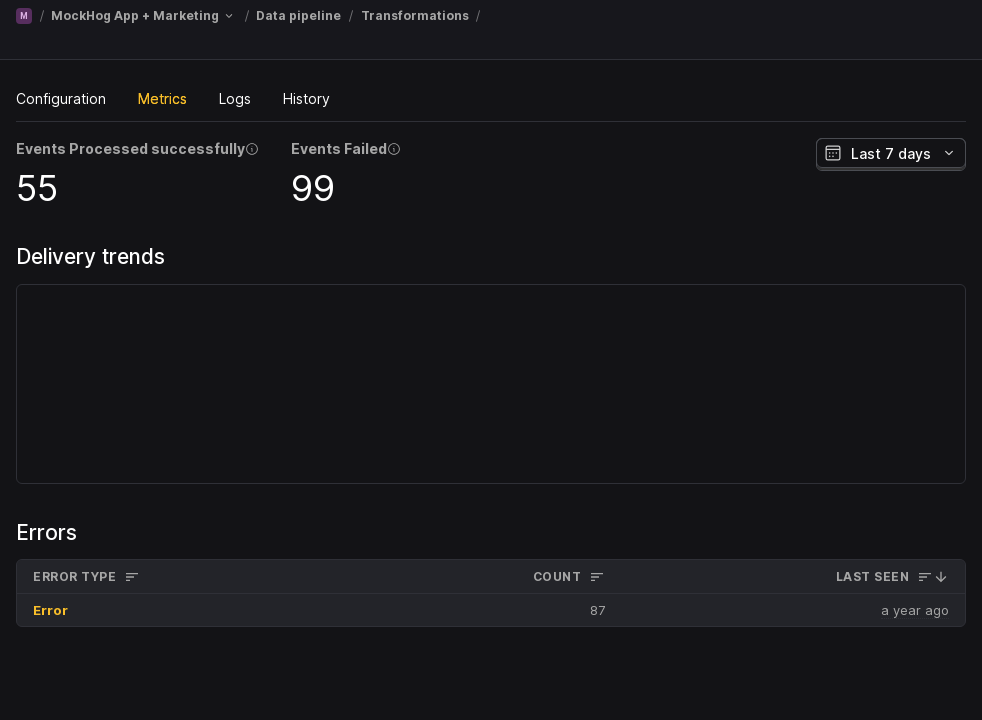 M / MockHog App + Marketing / Data pipeline / Transformations /
Configuration Metrics Logs History
Events Processed successfully Events Failed
Last 7 days
55 99
Delivery trends
Errors
ERROR TYPE COUNT LAST SEEN
Error 87 a year ago